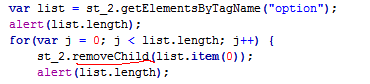 var list = st_2.getElementsByTagName("option");
alert(list.length);
for(var j = 0; j < list.length; j++) {
st_2.removeChild(list.item(0));
alert(list.length);